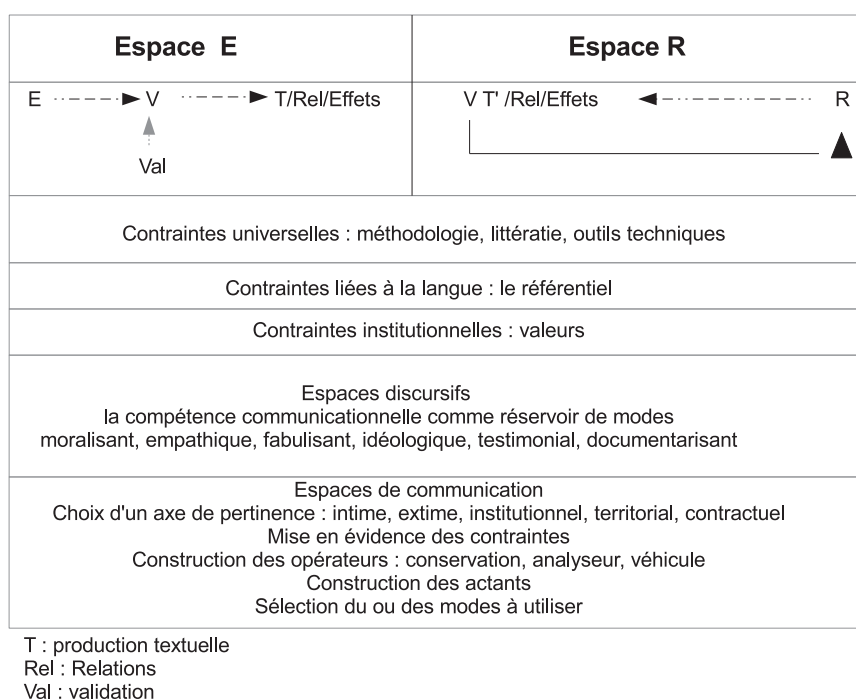 Espace E
Espace R
E V T/Rel/Effets
V T' /Rel/Effets R
Val
Contraintes universelles : méthodologie, littératie, outils techniques
Contraintes liées à la langue : le référentiel
Contraintes institutionnelles : valeurs
Espaces discursifs
la compétence communicationnelle comme réservoir de modes
moralisant, empathique, fabulisant, idéologique, testimonial, documentarisant
Espaces de communication
Choix d'un axe de pertinence : intime, extime, institutionnel, territorial, contractuel
Mise en évidence des contraintes
Construction des opérateurs : conservation, analyseur, véhicule
Construction des actants
Sélection du ou des modes à utiliser
T : production textuelle
Rel : Relations
Val : validation